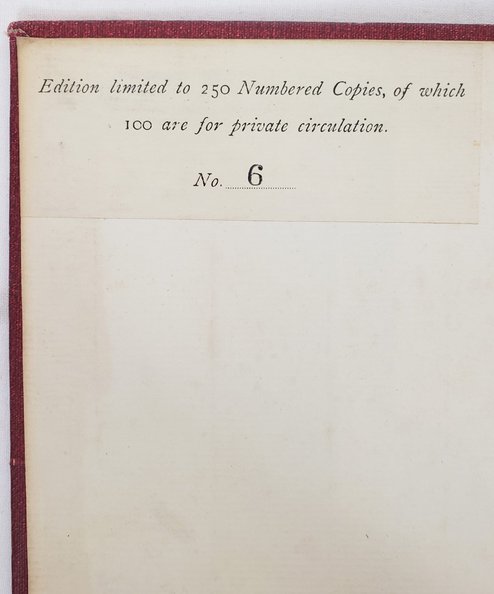 Edition limited to 250 Numbered Copies, of which
100 are for private circulation.
No. 6